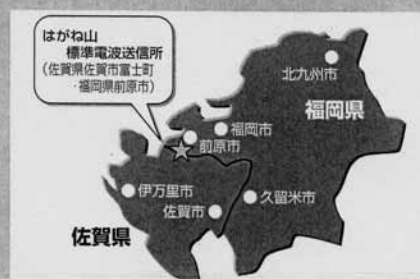 はがね山
標準電波送信所
（佐賀県佐賀市富士町
・福岡県前原市）
北九州市
福岡県
福岡市
前原市
伊万里市
佐賀市
久留米市
佐賀県